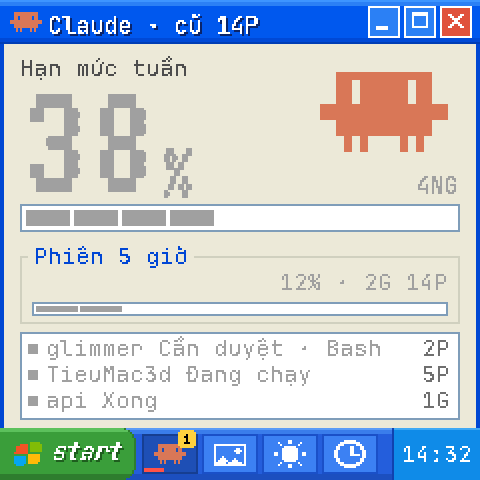 Claude · cũ 14P
Hạn mức tuần
38%
4NG
Phiên 5 giờ
12% · 2G 14P
glimmer Cần duyệt · Bash 2P
TieuMac3d Đang chạy 5P
api Xong 1G
start 1 14:32